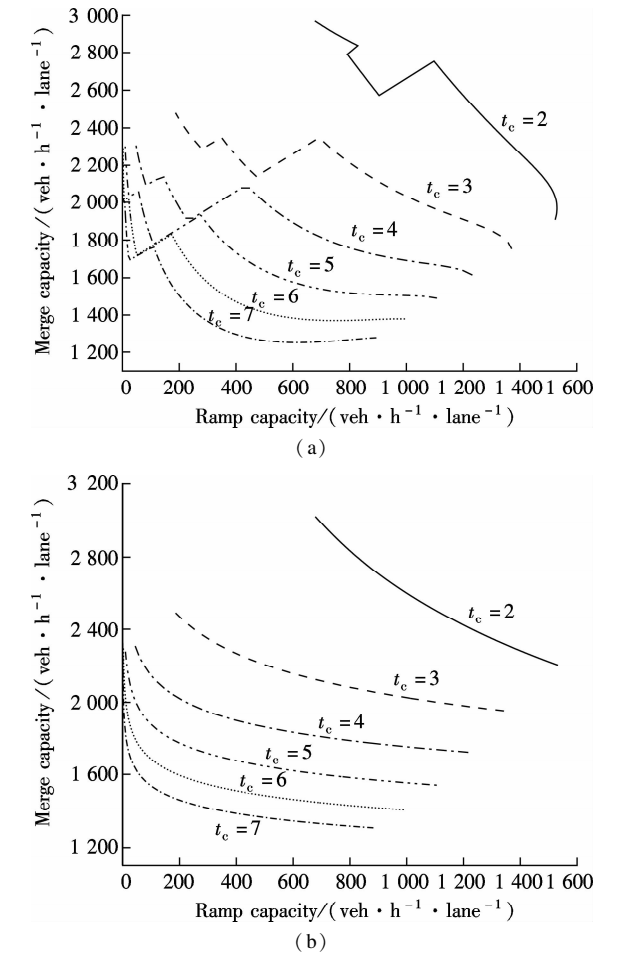 3 000
2 800
2 600
2 400
2 200
2 000
1 800
1 600
1 400
1 200
Merge capacity/(veh·h⁻¹·lane⁻¹)
t_c=2
t_c=3
t_c=4
t_c=5
t_c=6
t_c=7
0 200 400 600 800 1 000 1 200 1 400 1 600
Ramp capacity/(veh·h⁻¹·lane⁻¹)
(a)
3 200
2 800
2 400
2 000
1 600
1 200
Merge capacity/(veh·h⁻¹·lane⁻¹)
t_c=2
t_c=3
t_c=4
t_c=5
t_c=6
t_c=7
0 200 400 600 800 1 000 1 200 1 400 1 600
Ramp capacity/(veh·h⁻¹·lane⁻¹)
(b)